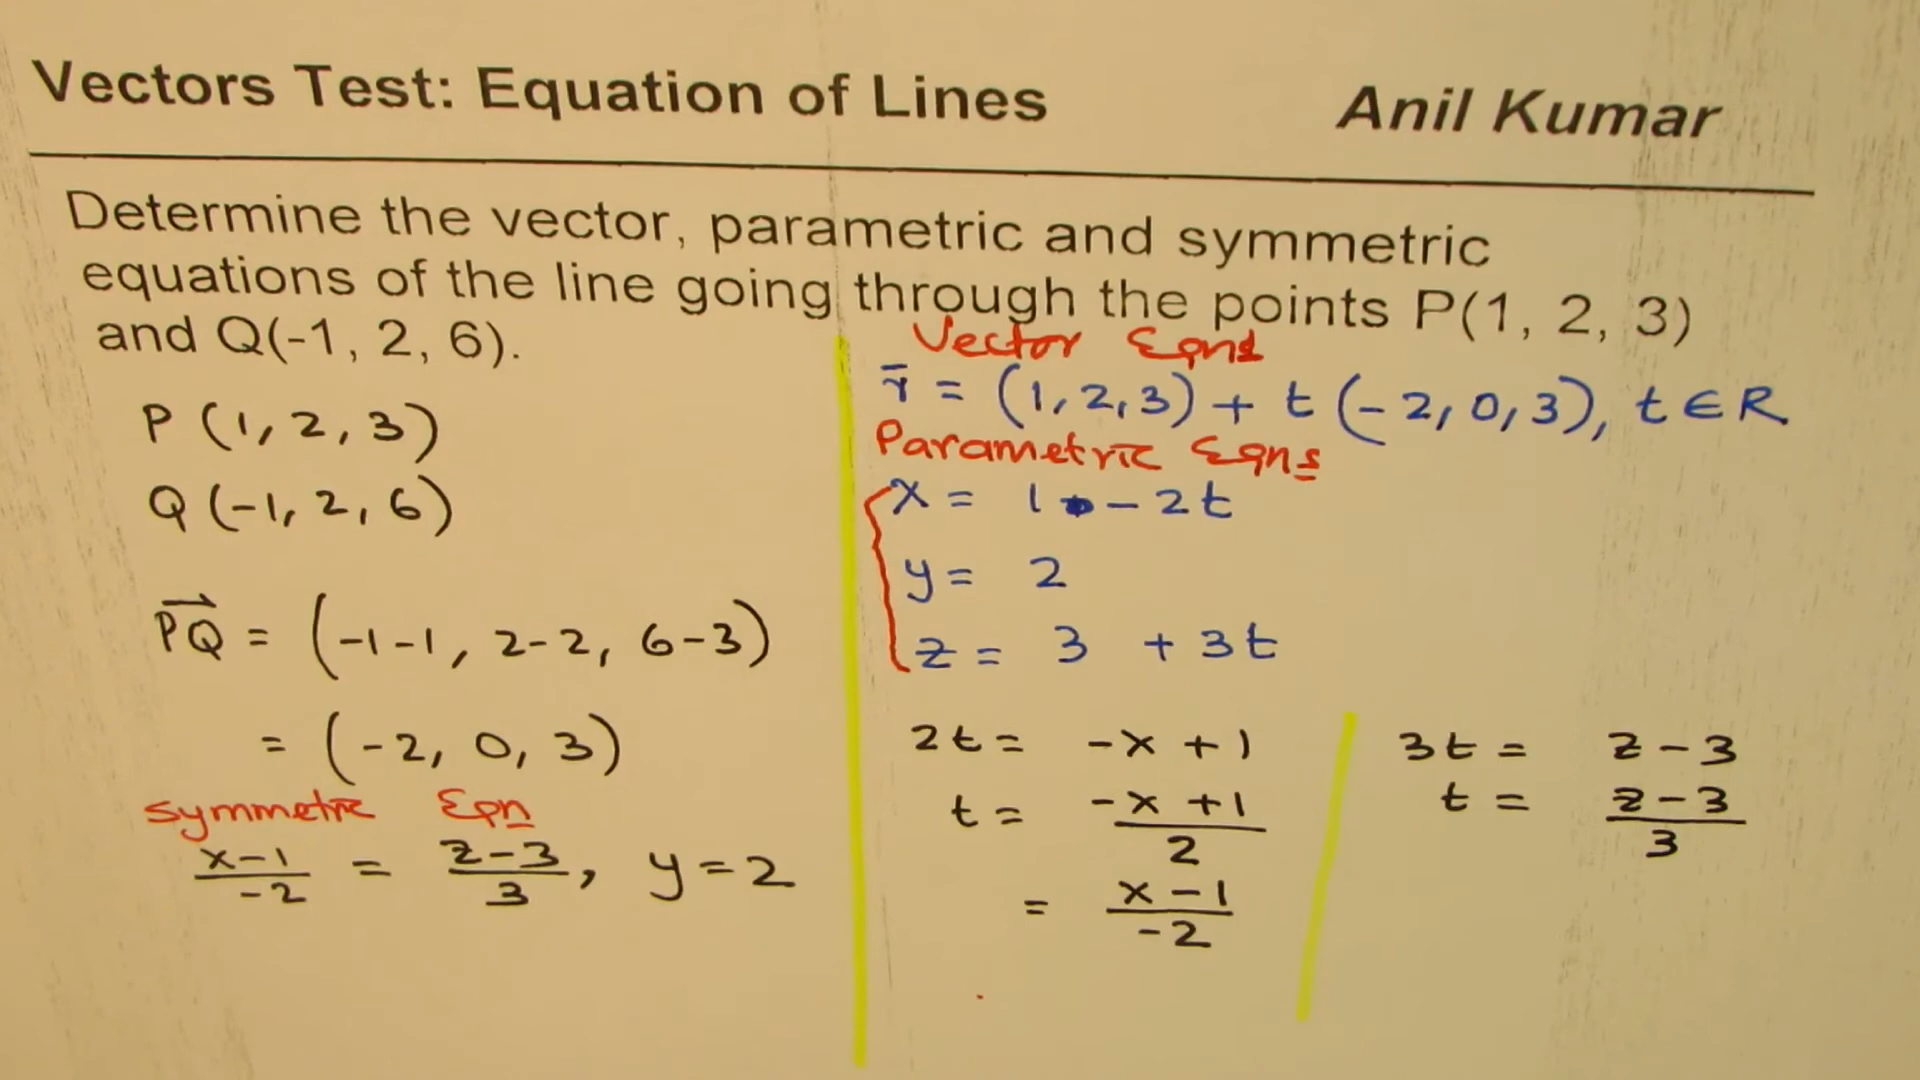 Vectors Test: Equation of Lines Anil Kumar
Determine the vector, parametric and symmetric
equations of the line going through the points P(1, 2, 3)
and Q(-1, 2, 6).
P (1, 2, 3)
Q (-1, 2, 6)
PQ⃗ = (-1-1, 2-2, 6-3)
= (-2, 0, 3)
Symmetric Eqn
(x-1)/(-2) = (z-3)/3, y=2
Vector Eqns
r̄ = (1, 2, 3) + t (-2, 0, 3), t ∈ R
Parametric Eqns
x = 1 - 2t
y = 2
z = 3 + 3t
2t = -x + 1
t = (-x + 1)/2
= (x - 1)/(-2)
3t = z - 3
t = (z - 3)/3